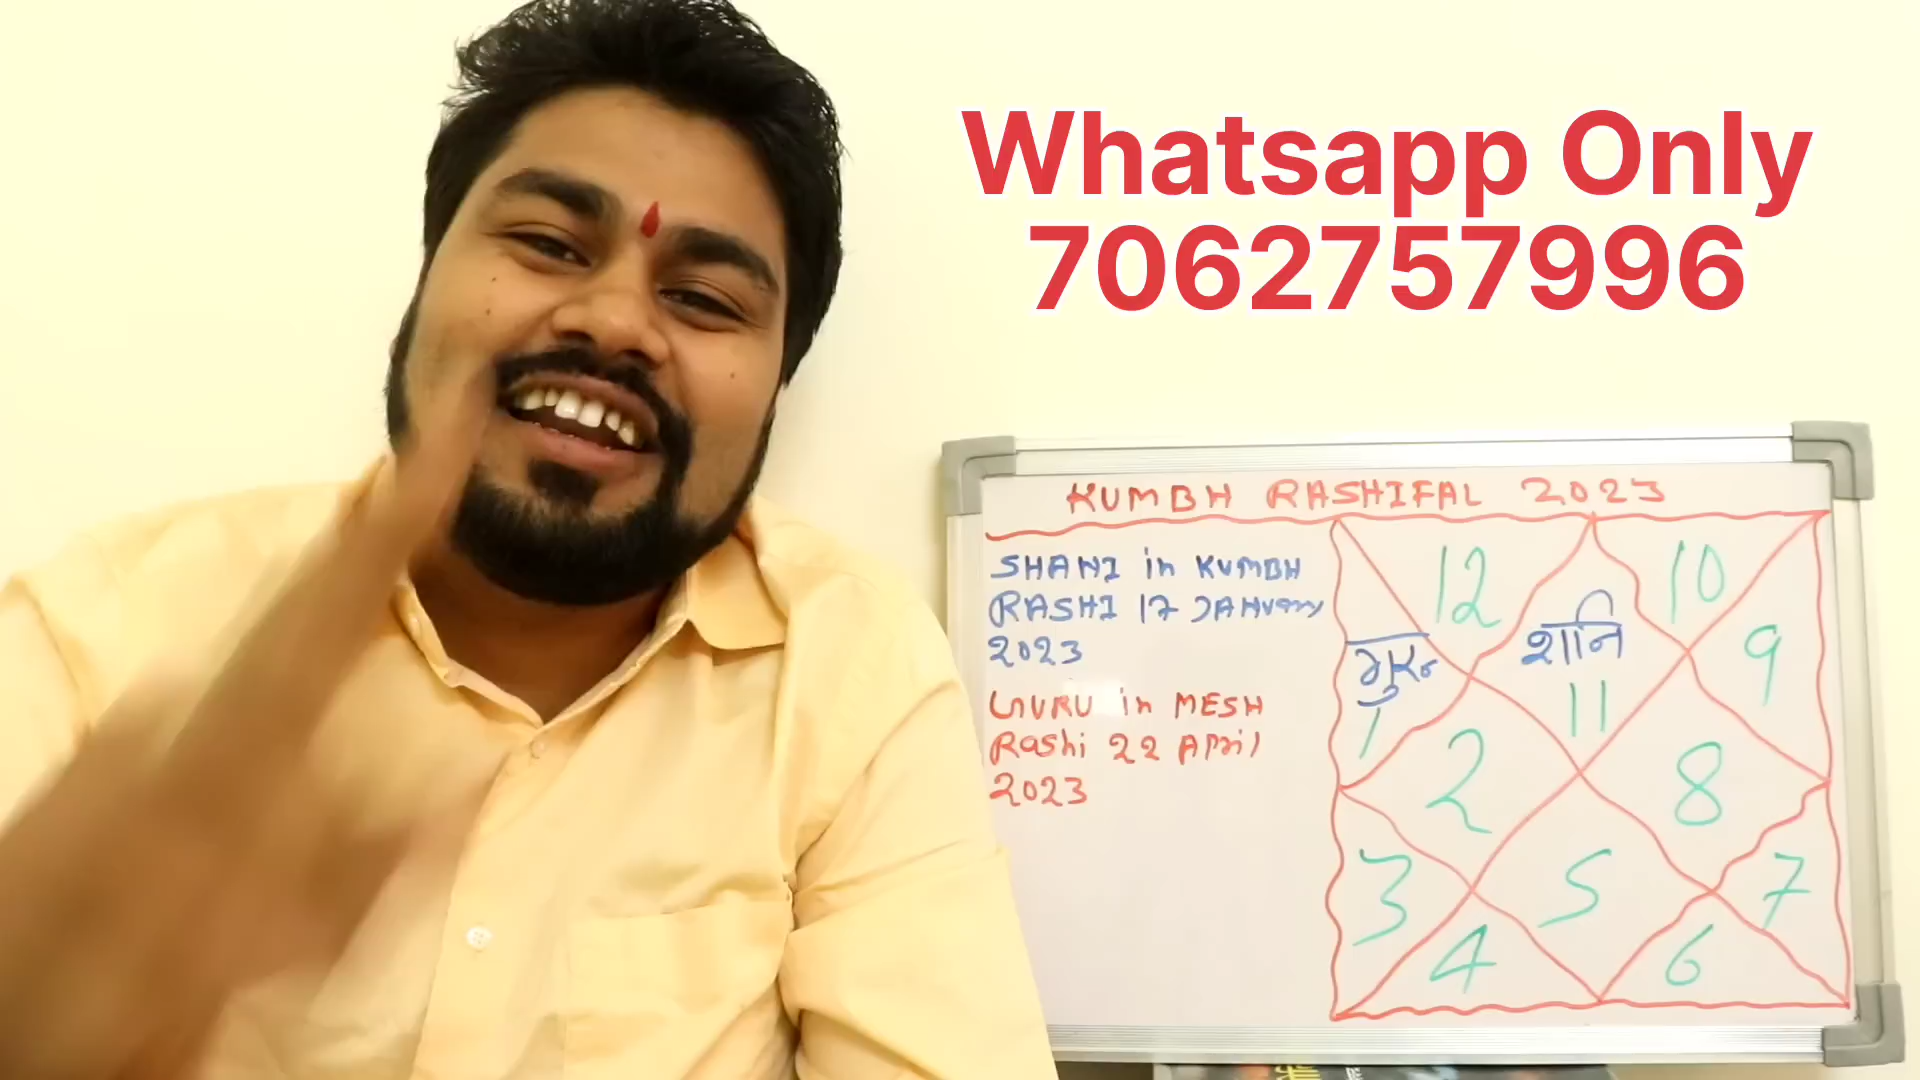 Whatsapp Only
7062757996
KUMBH RASHIFAL 2023
SHANI in KUMBH
RASHI 17 JANUARY
2023
GURU in MESH
Rashi 22 April
2023
12
10
गुरु
शनि
9
1
11
2
8
3
5
7
4
6